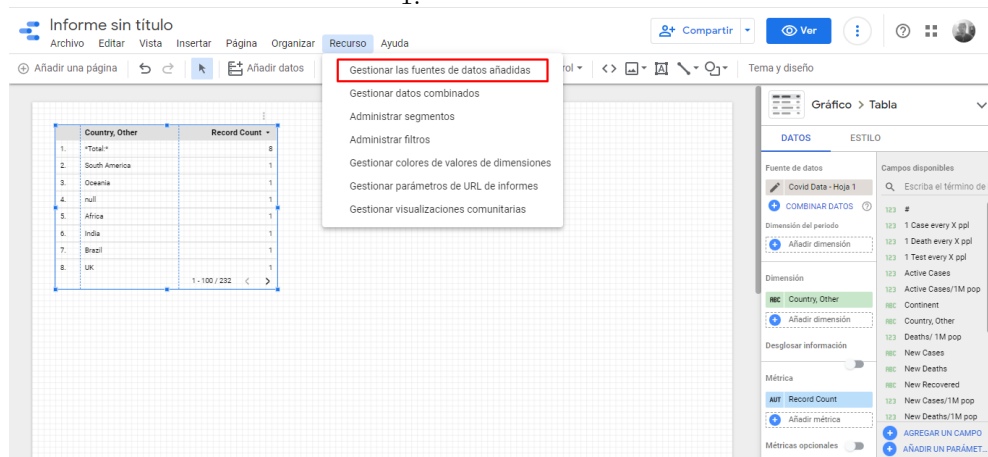 1.
Informe sin título
Archivo Editar Vista Insertar Página Organizar Recurso Ayuda
Compartir
Ver
Añadir una página
Añadir datos
rol
Tema y diseño
Gestionar las fuentes de datos añadidas
Gestionar datos combinados
Administrar segmentos
Administrar filtros
Gestionar colores de valores de dimensiones
Gestionar parámetros de URL de informes
Gestionar visualizaciones comunitarias
Country, Other Record Count
1. *Total:* 8
2. South America 1
3. Oceania 1
4. null 1
5. Africa 1
6. India 1
7. Brazil 1
8. UK 1
1 - 100 / 232 < >
Gráfico > Tabla
DATOS ESTILO
Fuente de datos
Covid Data - Hoja 1
COMBINAR DATOS
Dimensión del periodo
Añadir dimensión
Dimensión
RBC Country, Other
Añadir dimensión
Desglosar información
Métrica
AUT Record Count
Añadir métrica
Métricas opcionales
Campos disponibles
Escriba el término de
123 #
123 1 Case every X ppl
123 1 Death every X ppl
123 1 Test every X ppl
123 Active Cases
123 Active Cases/1M pop
RBC Continent
RBC Country, Other
123 Deaths/ 1M pop
RBC New Cases
RBC New Deaths
RBC New Recovered
123 New Cases/1M pop
123 New Deaths/1M pop
AGREGAR UN CAMPO
AÑADIR UN PARÁMET...